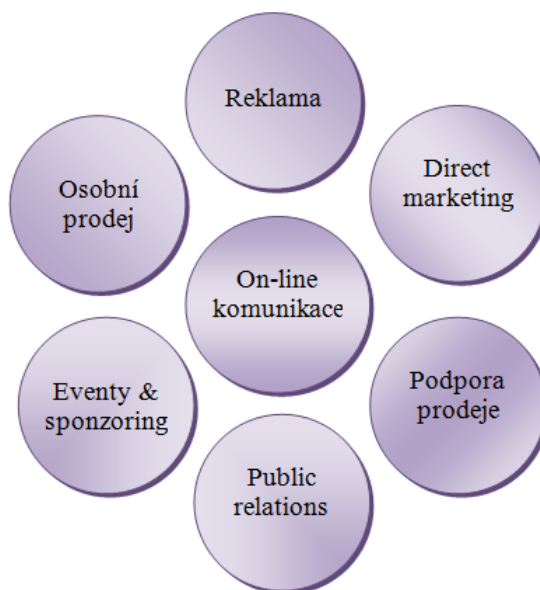 Reklama
Direct
marketing
Osobní
prodej
On-line
komunikace
Podpora
prodeje
Eventy &
sponzoring
Public
relations